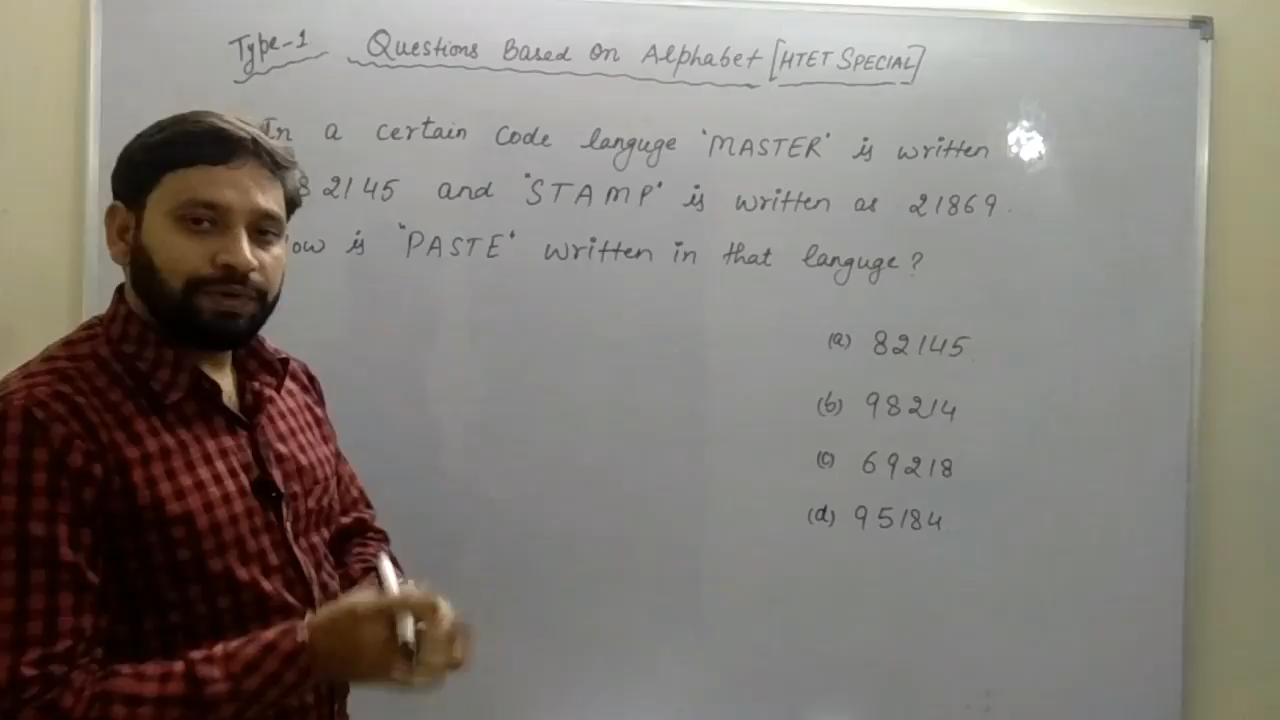 Type-1 Questions Based on Alphabet [HTET SPECIAL]
In a certain code languge "MASTER" is written
82145 and "STAMP" is written as 21869.
ow is "PASTE" written in that languge?
(a) 82145
(b) 98214
(c) 69218
(d) 95184